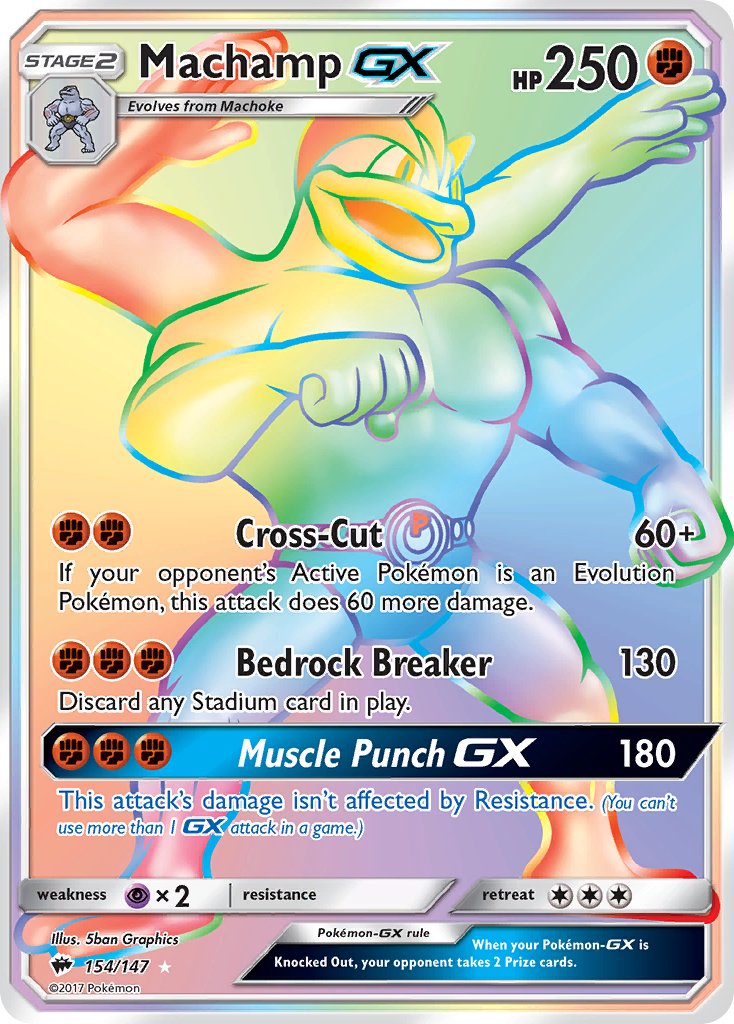 STAGE 2 Machamp GX HP 250
Evolves from Machoke
Cross-Cut 60+
If your opponent's Active Pokémon is an Evolution
Pokémon, this attack does 60 more damage.
Bedrock Breaker 130
Discard any Stadium card in play.
Muscle Punch GX 180
This attack's damage isn't affected by Resistance. (You can't
use more than 1 GX attack in a game.)
weakness × 2 resistance retreat
Illus. 5ban Graphics
154/147
©2017 Pokémon
Pokémon-GX rule
When your Pokémon-GX is
Knocked Out, your opponent takes 2 Prize cards.